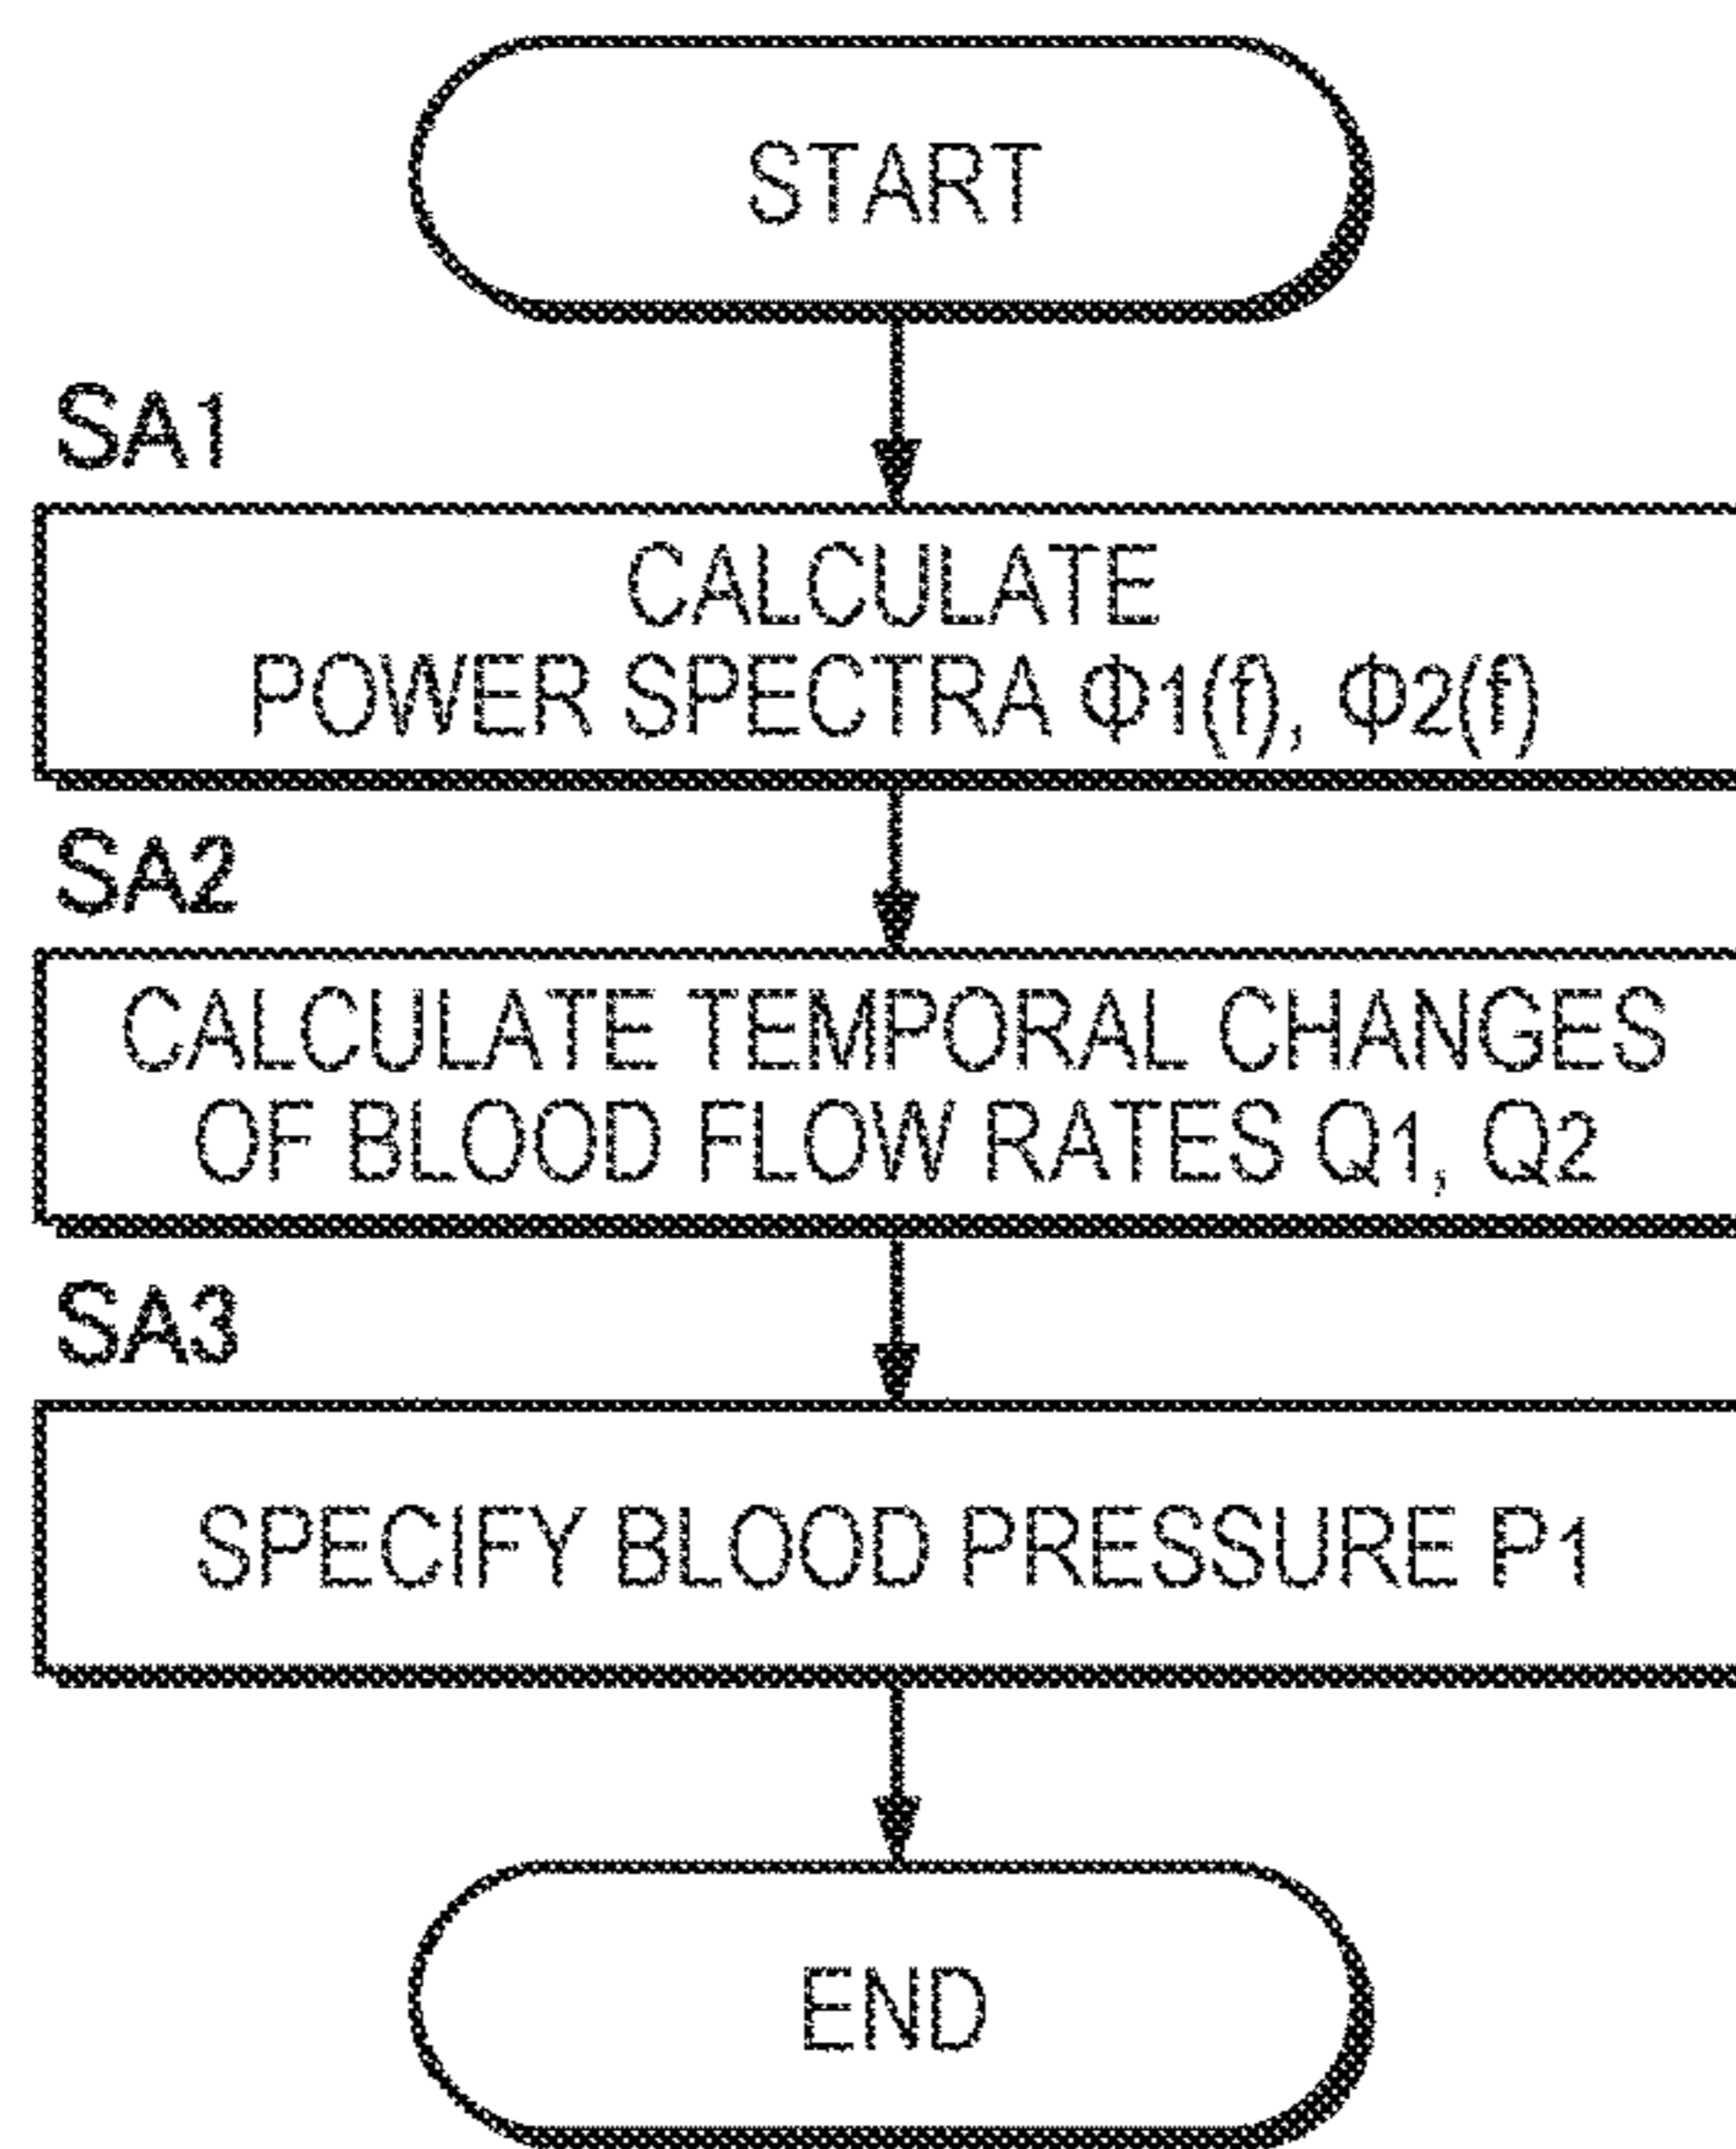 START
SA1
CALCULATE
POWER SPECTRA Φ1(f), Φ2(f)
SA2
CALCULATE TEMPORAL CHANGES
OF BLOOD FLOW RATES Q1, Q2
SA3
SPECIFY BLOOD PRESSURE P1
END